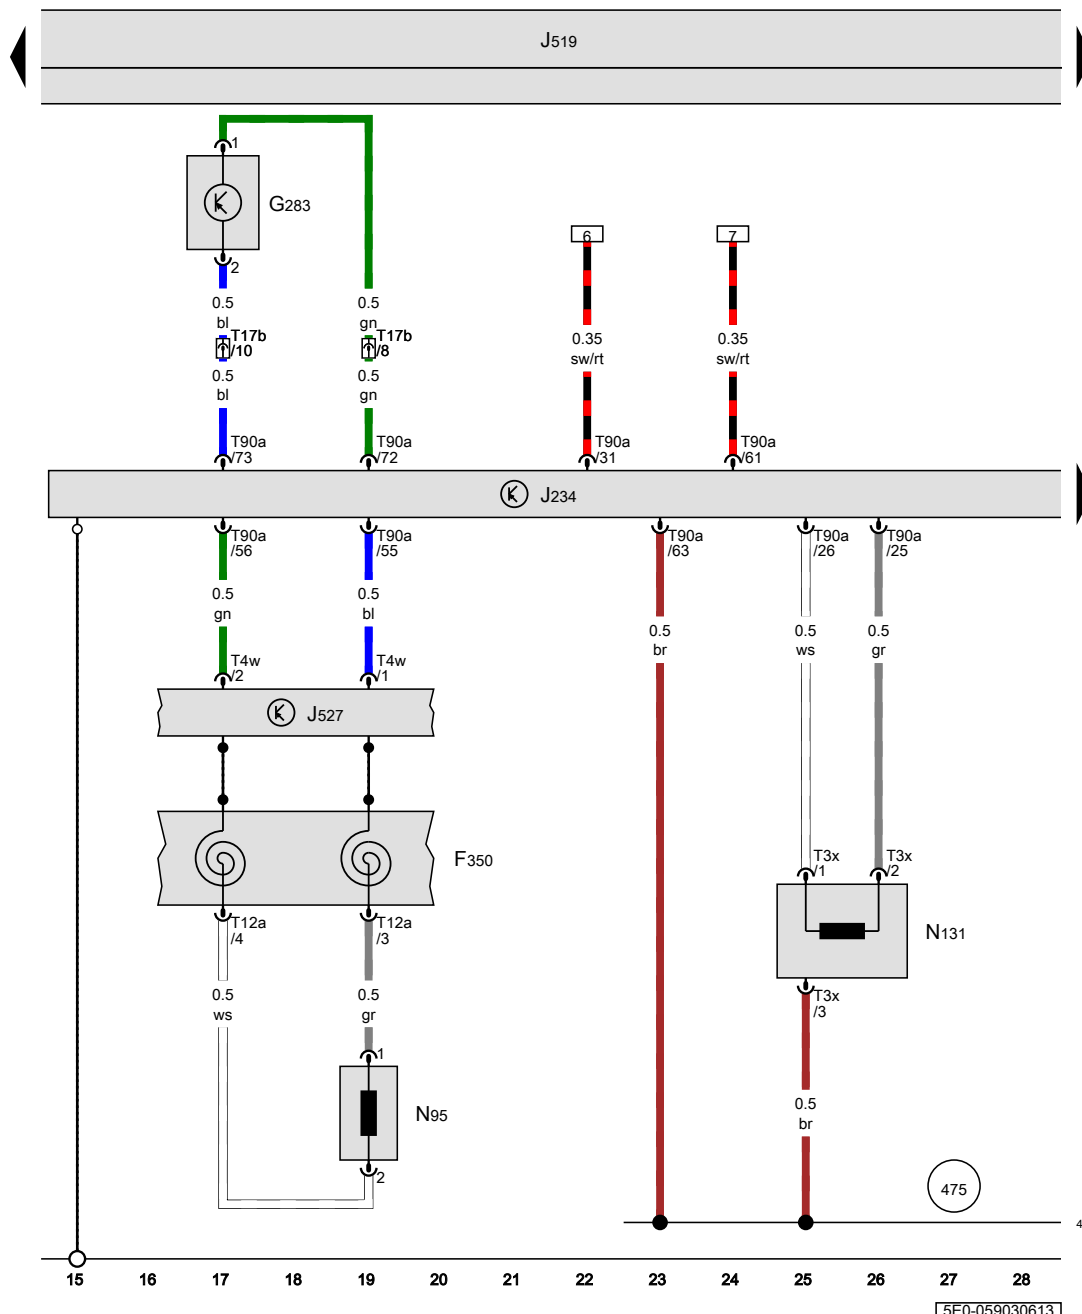 J519
1
G283
2
6
7
0.5
0.5
bl
gn
T17b
/10
T17b
/8
0.35
sw/rt
0.35
sw/rt
0.5
bl
0.5
gn
T90a
/73
T90a
/72
T90a
/31
T90a
/61
J234
T90a
/56
T90a
/55
T90a
/63
T90a
/26
T90a
/25
0.5
gn
0.5
bl
0.5
br
0.5
ws
0.5
gr
T4w
/2
T4w
/1
J527
F350
T3x
/1
T3x
/2
T12a
/4
T12a
/3
N131
0.5
ws
0.5
gr
T3x
/3
1
N95
0.5
br
2
475
4
15 16 17 18 19 20 21 22 23 24 25 26 27 28
5E0-059030613